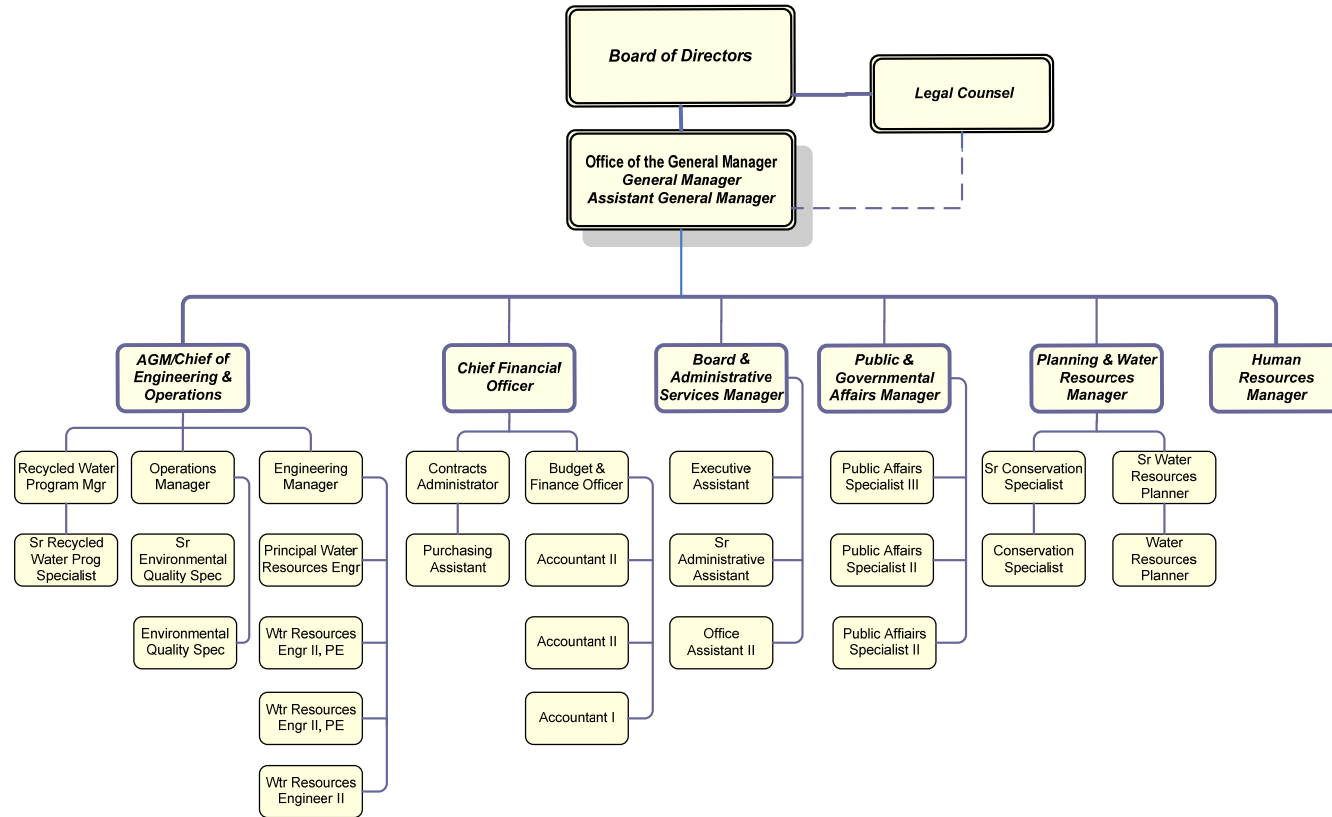 Board of Directors
Legal Counsel
Office of the General Manager
General Manager
Assistant General Manager
AGM/Chief of
Engineering &
Operations
Chief Financial
Officer
Board &
Administrative
Services Manager
Public &
Governmental
Affairs Manager
Planning & Water
Resources
Manager
Human
Resources
Manager
Recycled Water
Program Mgr
Operations
Manager
Engineering
Manager
Contracts
Administrator
Budget &
Finance Officer
Executive
Assistant
Public Affairs
Specialist III
Sr Conservation
Specialist
Sr Water
Resources
Planner
Sr Recycled
Water Prog
Specialist
Sr
Environmental
Quality Spec
Principal Water
Resources Engr
Purchasing
Assistant
Accountant II
Sr
Administrative
Assistant
Public Affairs
Specialist II
Conservation
Specialist
Water
Resources
Planner
Environmental
Quality Spec
Wtr Resources
Engr II, PE
Accountant II
Office
Assistant II
Public Affiairs
Specialist II
Wtr Resources
Engr II, PE
Accountant I
Wtr Resources
Engineer II